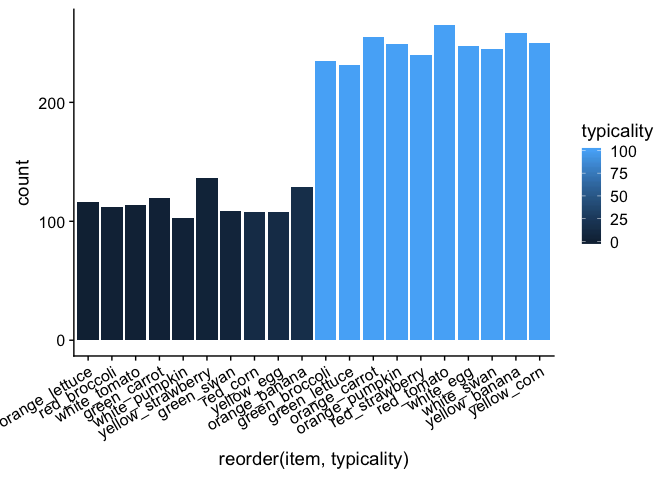 count
200
100
0
orange_lettuce
red_broccoli
white_tomato
green_carrot
white_pumpkin
yellow_strawberry
green_swan
red_corn
yellow_egg
orange_banana
green_broccoli
green_lettuce
orange_carrot
orange_pumpkin
red_strawberry
red_tomato
white_egg
white_swan
yellow_banana
yellow_corn
reorder(item, typicality)
typicality
100
75
50
25
0